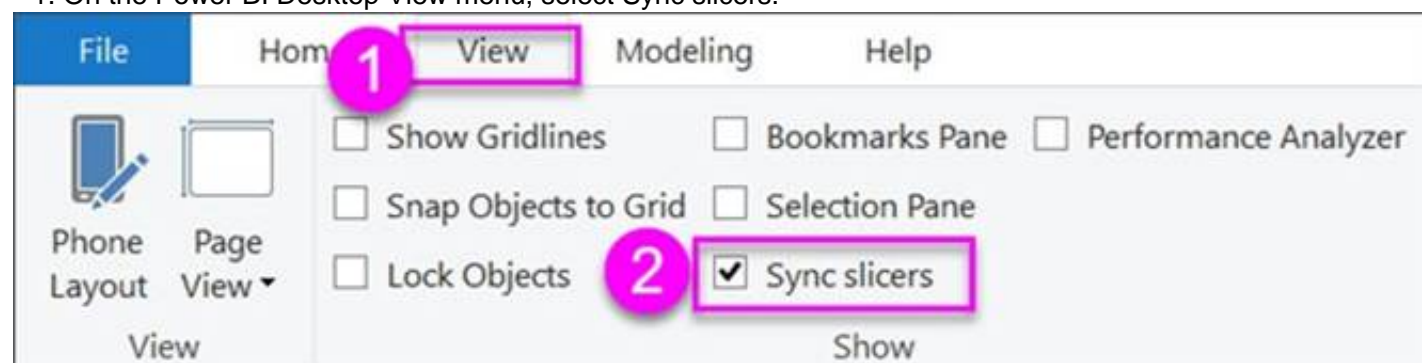 1. On the Power BI Desktop View menu, select Sync slicers.
File Hom 1 View Modeling Help
Show Gridlines Bookmarks Pane Performance Analyzer
Snap Objects to Grid Selection Pane
Phone Layout Page View
Lock Objects 2 Sync slicers
View Show